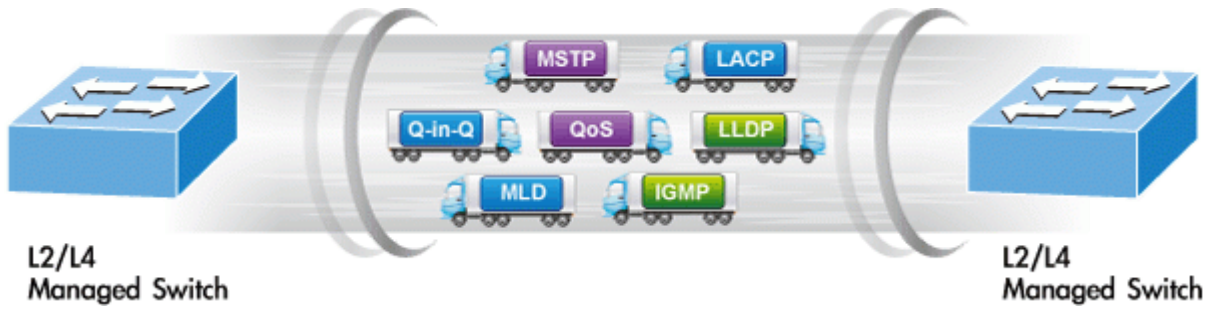 MSTP
LACP
Q-in-Q
QoS
LLDP
MLD
IGMP
L2/L4
Managed Switch
L2/L4
Managed Switch